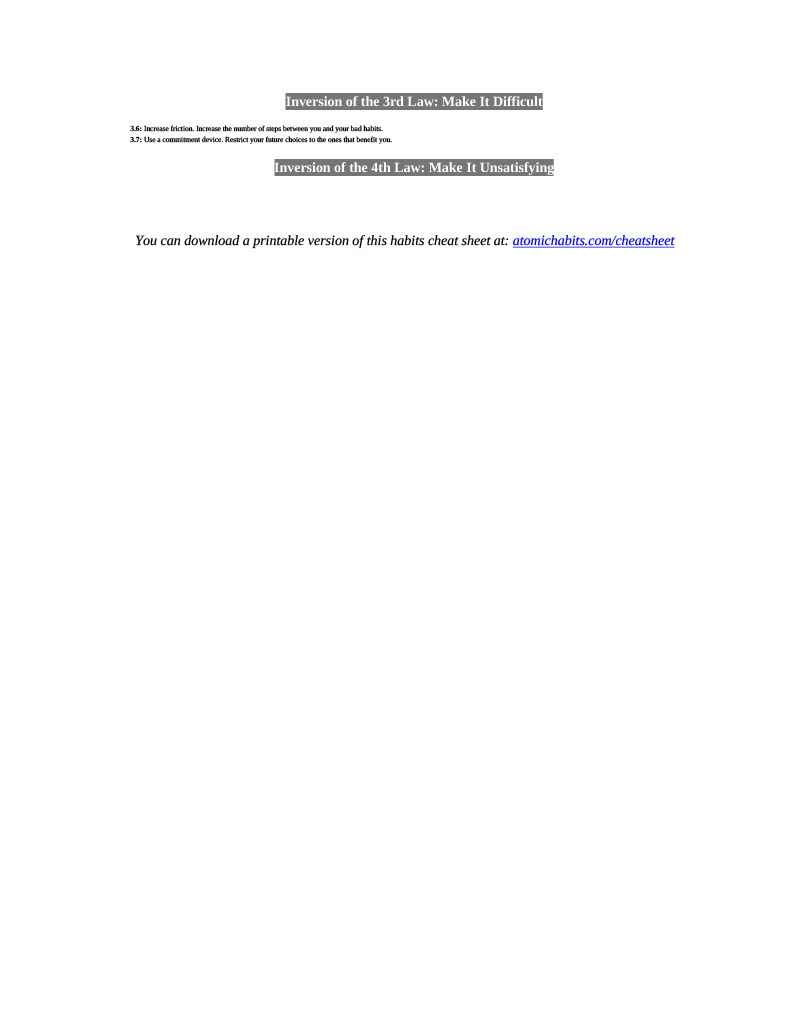 Inversion of the 3rd Law: Make It Difficult
3.6: Increase friction. Increase the number of steps between you and your bad habits.
3.7: Use a commitment device. Restrict your future choices to the ones that benefit you.
Inversion of the 4th Law: Make It Unsatisfying
You can download a printable version of this habits cheat sheet at: atomichabits.com/cheatsheet